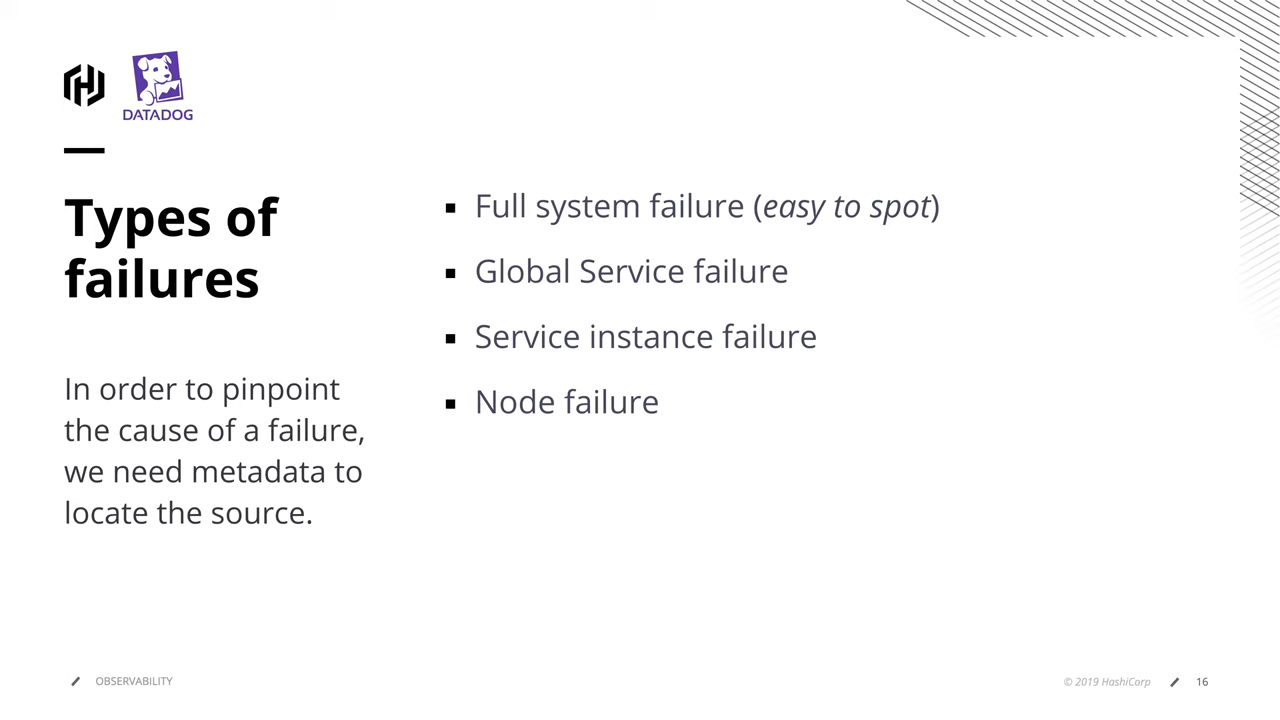 DATADOG
Types of
failures
In order to pinpoint
the cause of a failure,
we need metadata to
locate the source.
▪ Full system failure (easy to spot)
▪ Global Service failure
▪ Service instance failure
▪ Node failure
OBSERVABILITY
© 2019 HashiCorp
16